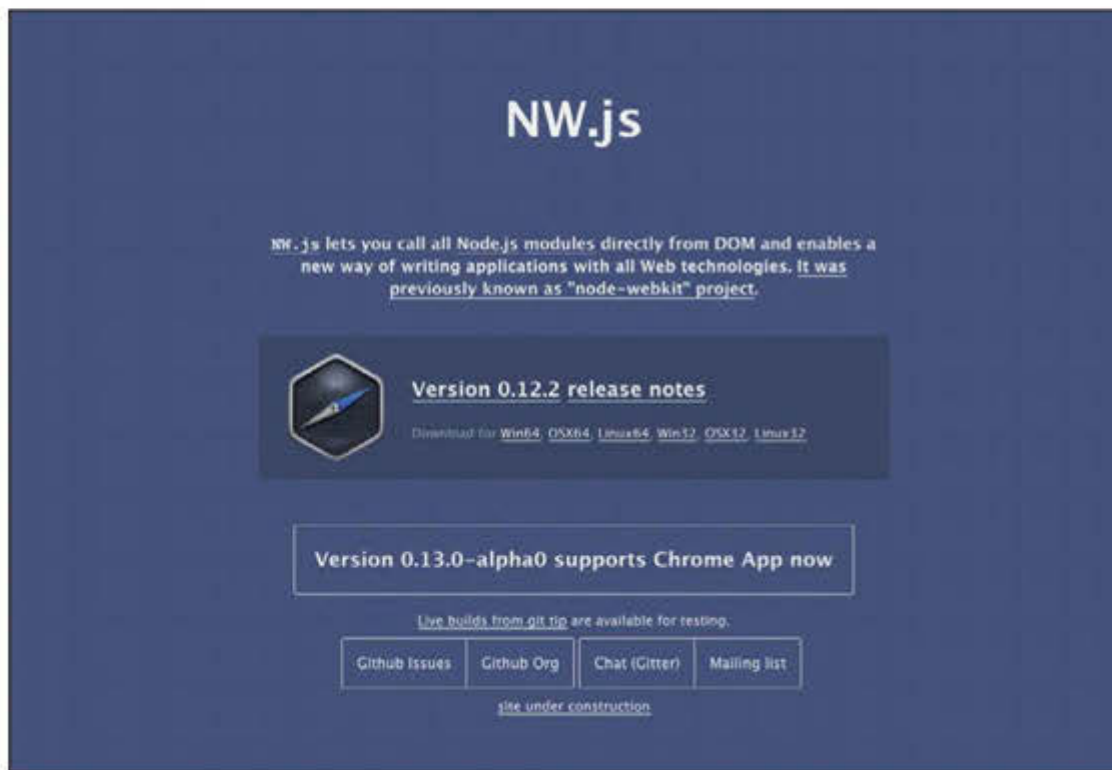 NW.js
NW.js lets you call all Node.js modules directly from DOM and enables a
new way of writing applications with all Web technologies. It was
previously known as "node-webkit" project.
Version 0.12.2 release notes
Download for Win64, OSX64, Linux64, Win32, OSX32, Linux32
Version 0.13.0-alpha0 supports Chrome App now
Live builds from git tip are available for testing.
Github Issues Github Org Chat (Gitter) Mailing list
site under construction